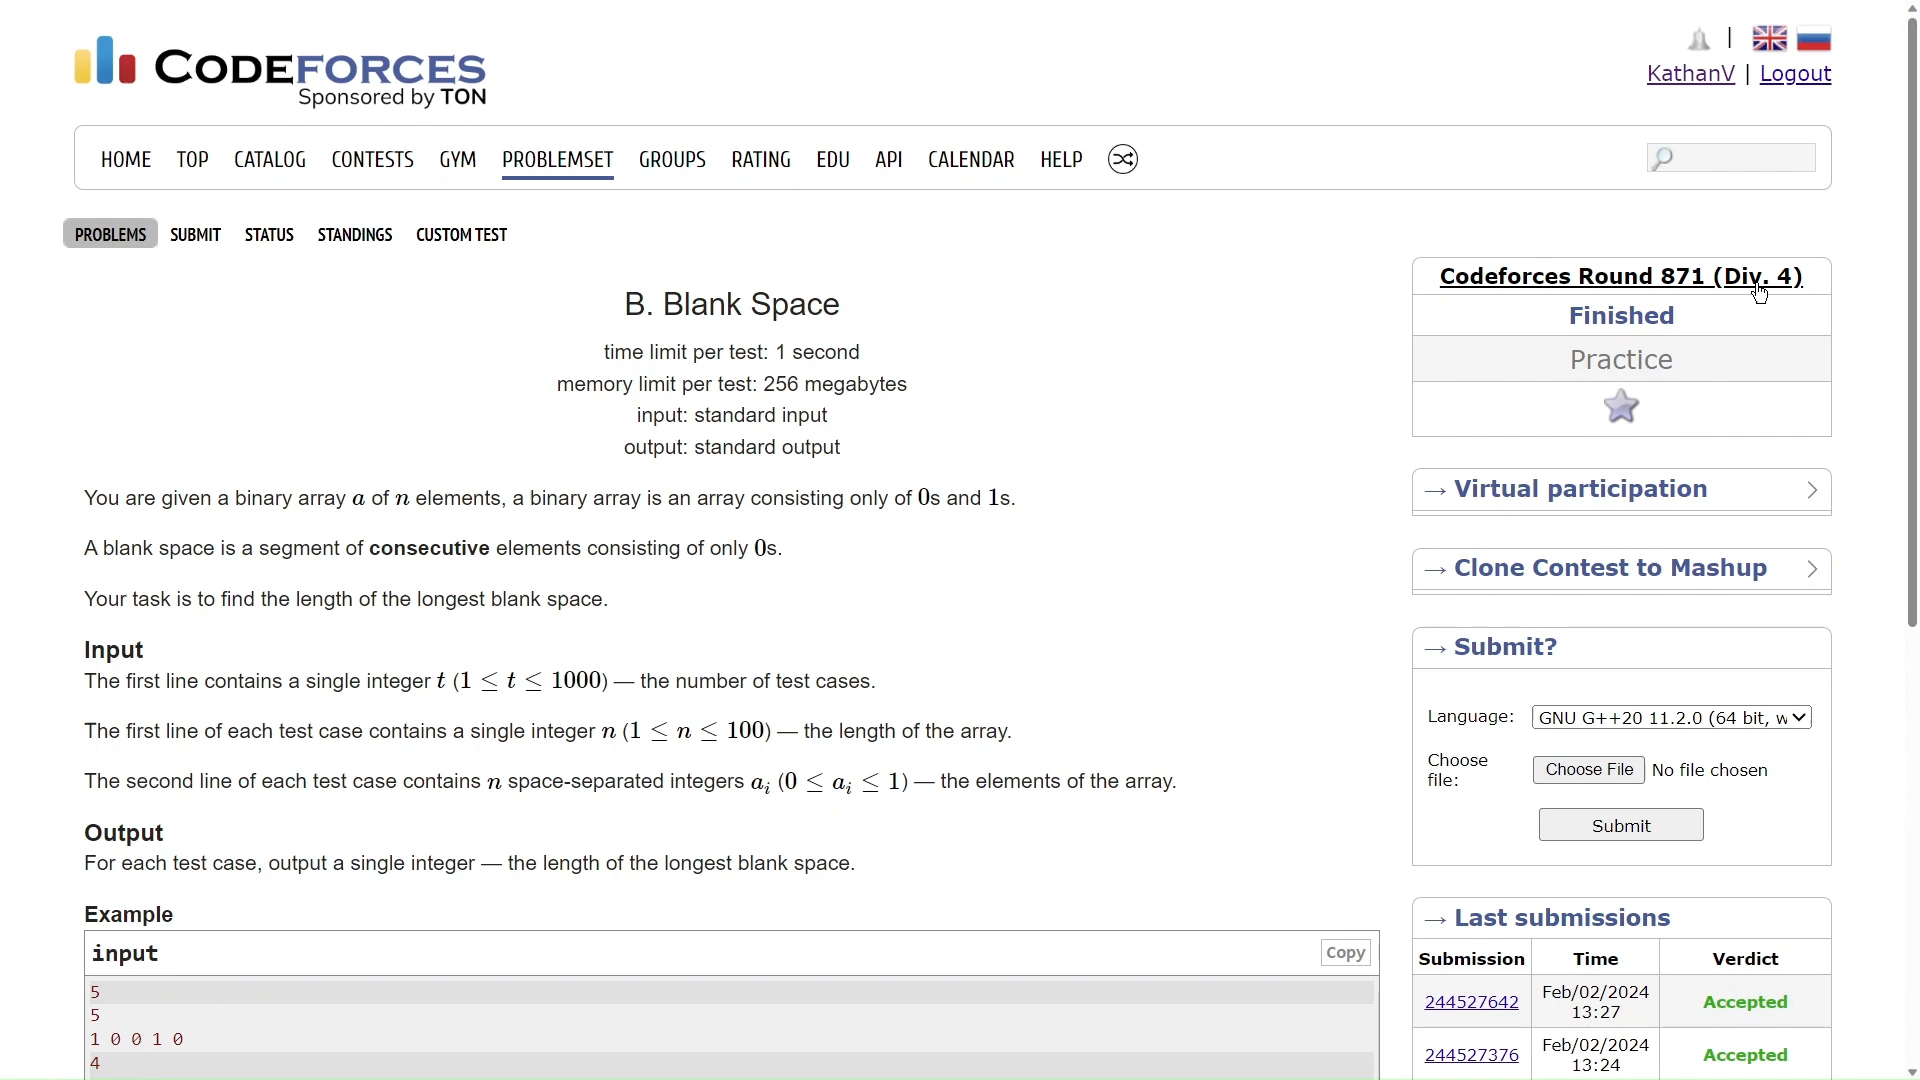 CODEFORCES
Sponsored by TON
|
KathanV | Logout
HOME TOP CATALOG CONTESTS GYM PROBLEMSET GROUPS RATING EDU API CALENDAR HELP
PROBLEMS SUBMIT STATUS STANDINGS CUSTOM TEST
B. Blank Space
time limit per test: 1 second
memory limit per test: 256 megabytes
input: standard input
output: standard output
You are given a binary array a of n elements, a binary array is an array consisting only of 0s and 1s.
A blank space is a segment of consecutive elements consisting of only 0s.
Your task is to find the length of the longest blank space.
Input
The first line contains a single integer t (1 ≤ t ≤ 1000) — the number of test cases.
The first line of each test case contains a single integer n (1 ≤ n ≤ 100) — the length of the array.
The second line of each test case contains n space-separated integers aᵢ (0 ≤ aᵢ ≤ 1) — the elements of the array.
Output
For each test case, output a single integer — the length of the longest blank space.
Example
input
Copy
5
5
1 0 0 1 0
4
Codeforces Round 871 (Div. 4)
Finished
Practice
→ Virtual participation
→ Clone Contest to Mashup
→ Submit?
Language: GNU G++20 11.2.0 (64 bit, w
Choose file: Choose File No file chosen
Submit
→ Last submissions
Submission Time Verdict
244527642 Feb/02/2024 13:27 Accepted
244527376 Feb/02/2024 13:24 Accepted